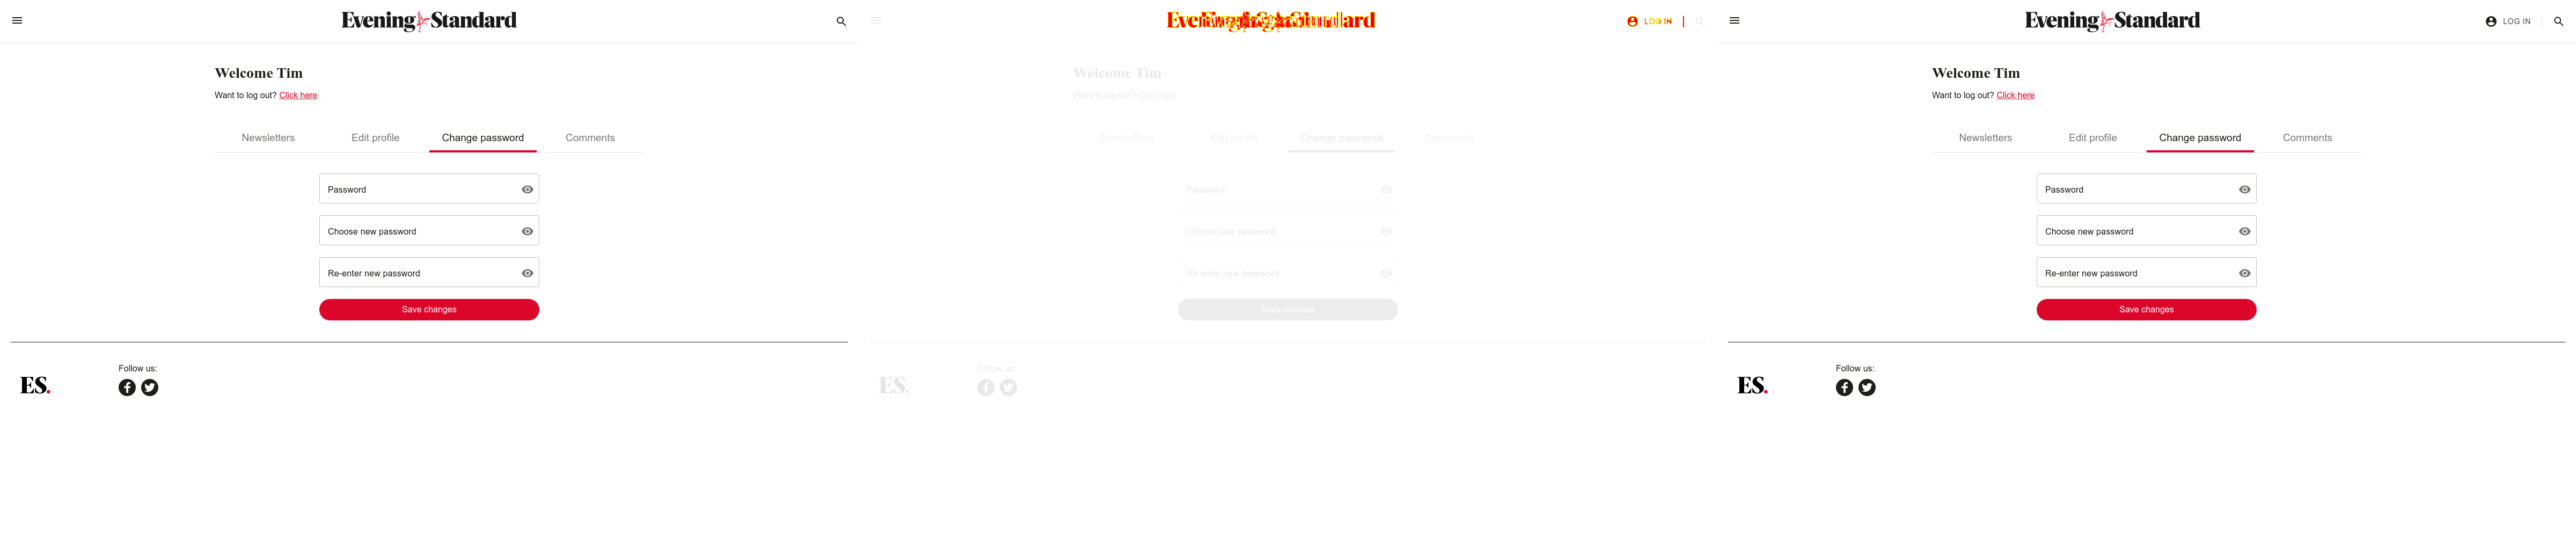 Evening Standard
Welcome Tim
Want to log out? Click here
Newsletters Edit profile Change password Comments
Password
Choose new password
Re-enter new password
Save changes
ES.
Follow us:
Evening Standard
LOG IN
Welcome Tim
Want to log out? Click here
Newsletters Edit profile Change password Comments
Password
Choose new password
Re-enter new password
Save changes
ES.
Follow us:
Evening Standard
LOG IN
Welcome Tim
Want to log out? Click here
Newsletters Edit profile Change password Comments
Password
Choose new password
Re-enter new password
Save changes
ES.
Follow us: